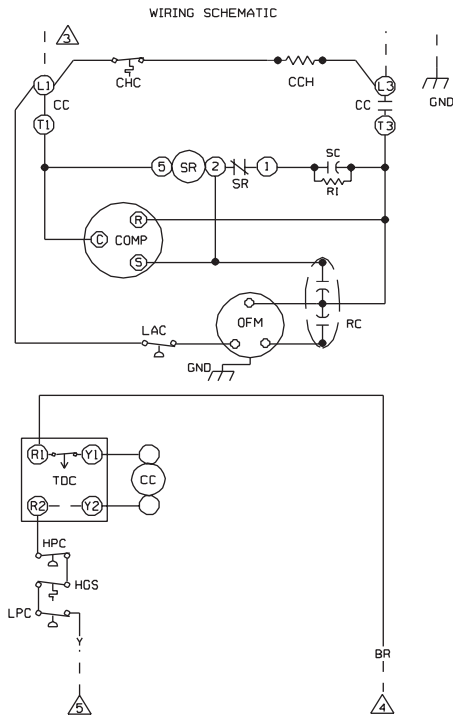 WIRING SCHEMATIC
3
L1
CHC
CCH
L3
CC
CC
GND
T1
T3
5
SR
2
SR
1
SC
R1
R
C
COMP
S
OFM
RC
LAC
GND
R1
Y1
TDC
CC
R2
Y2
HPC
HGS
LPC
Y
BR
5
4